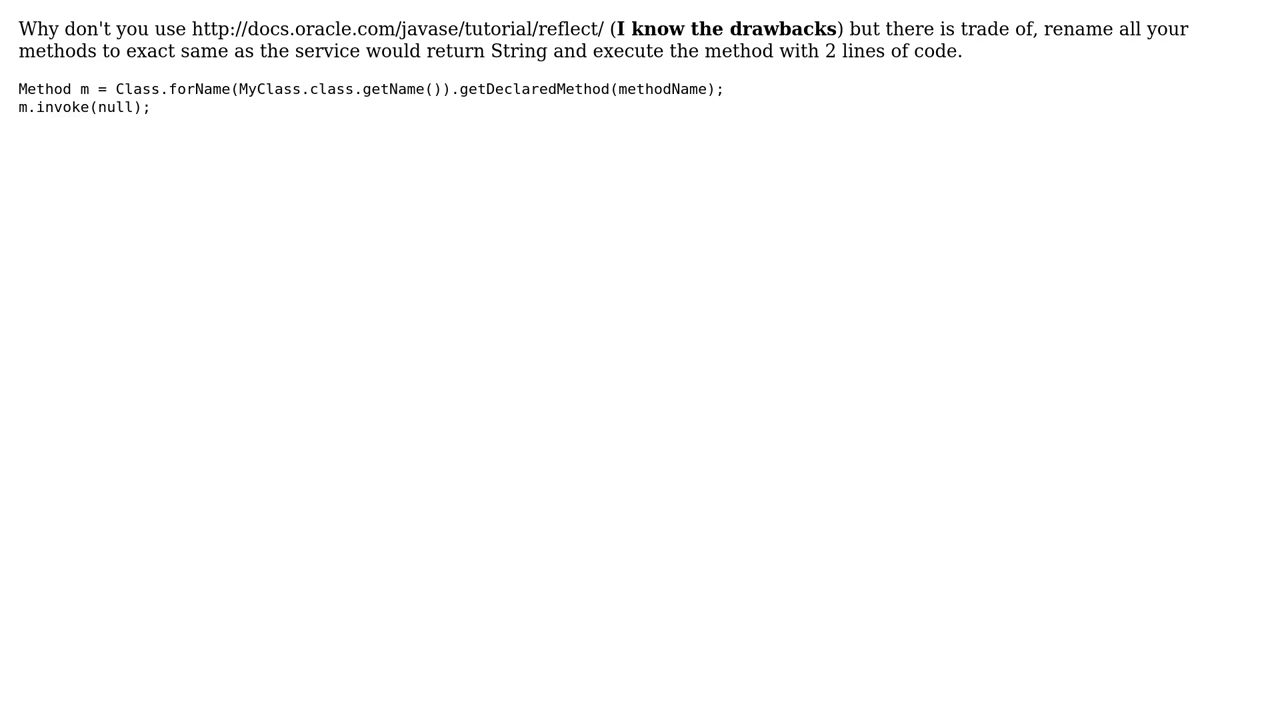 Why don't you use http://docs.oracle.com/javase/tutorial/reflect/ (I know the drawbacks) but there is trade of, rename all your
methods to exact same as the service would return String and execute the method with 2 lines of code.
Method m = Class.forName(MyClass.class.getName()).getDeclaredMethod(methodName);
m.invoke(null);